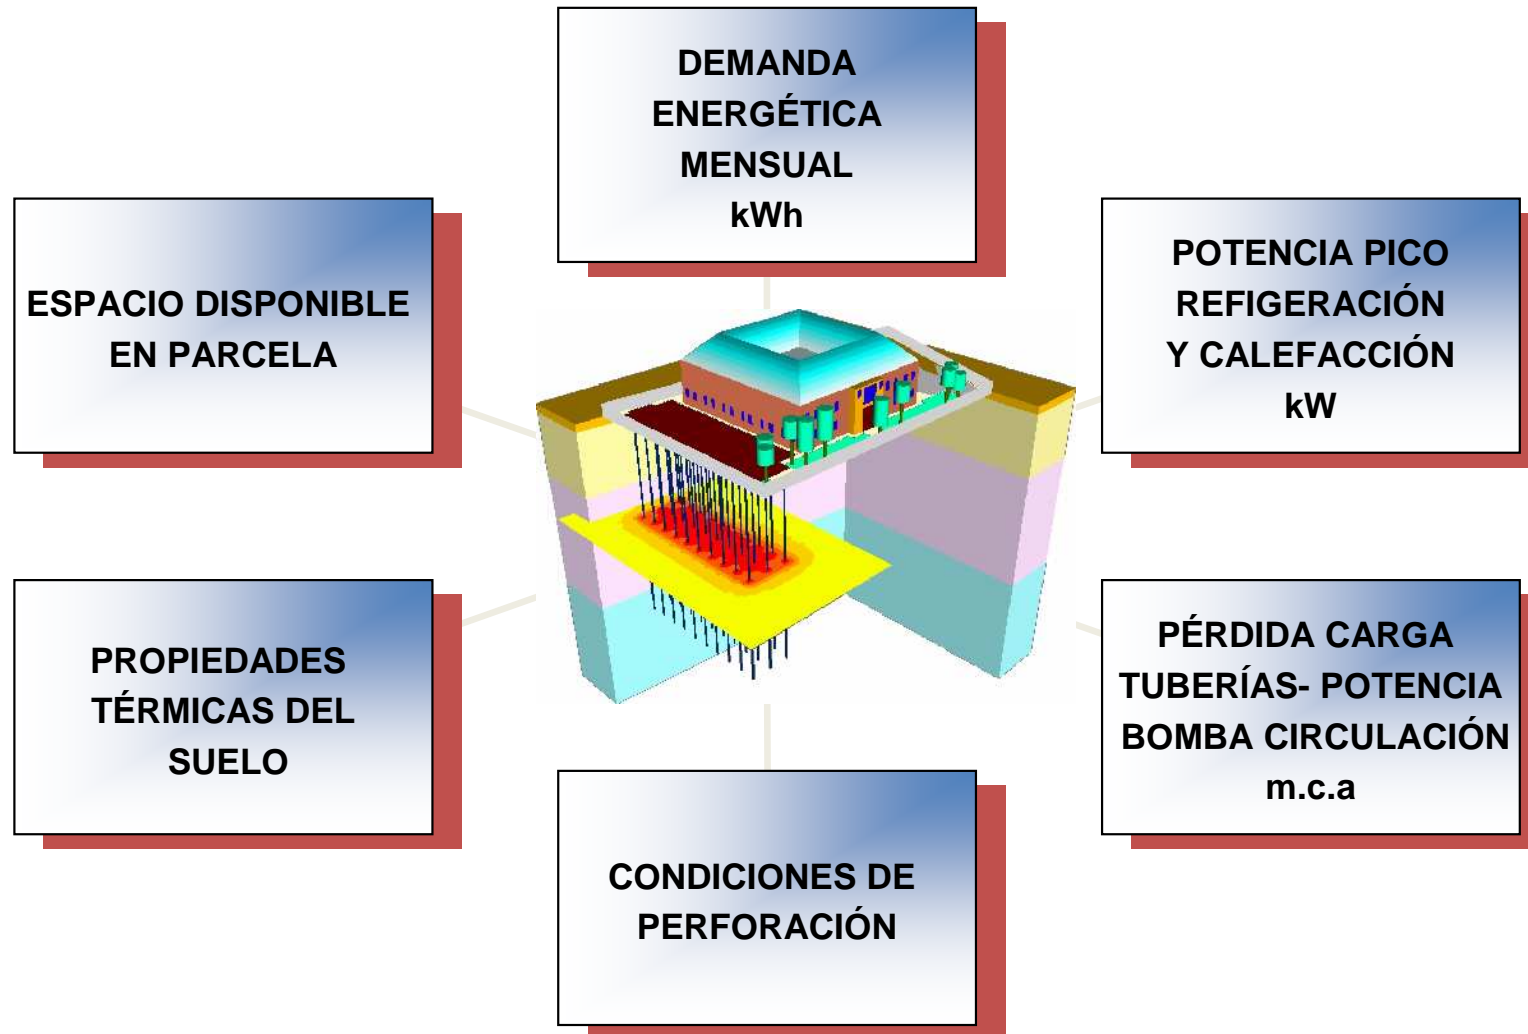 DEMANDA
ENERGÉTICA
MENSUAL
kWh
ESPACIO DISPONIBLE
EN PARCELA
POTENCIA PICO
REFIGERACIÓN
Y CALEFACCIÓN
kW
PROPIEDADES
TÉRMICAS DEL
SUELO
PÉRDIDA CARGA
TUBERÍAS- POTENCIA
BOMBA CIRCULACIÓN
m.c.a
CONDICIONES DE
PERFORACIÓN